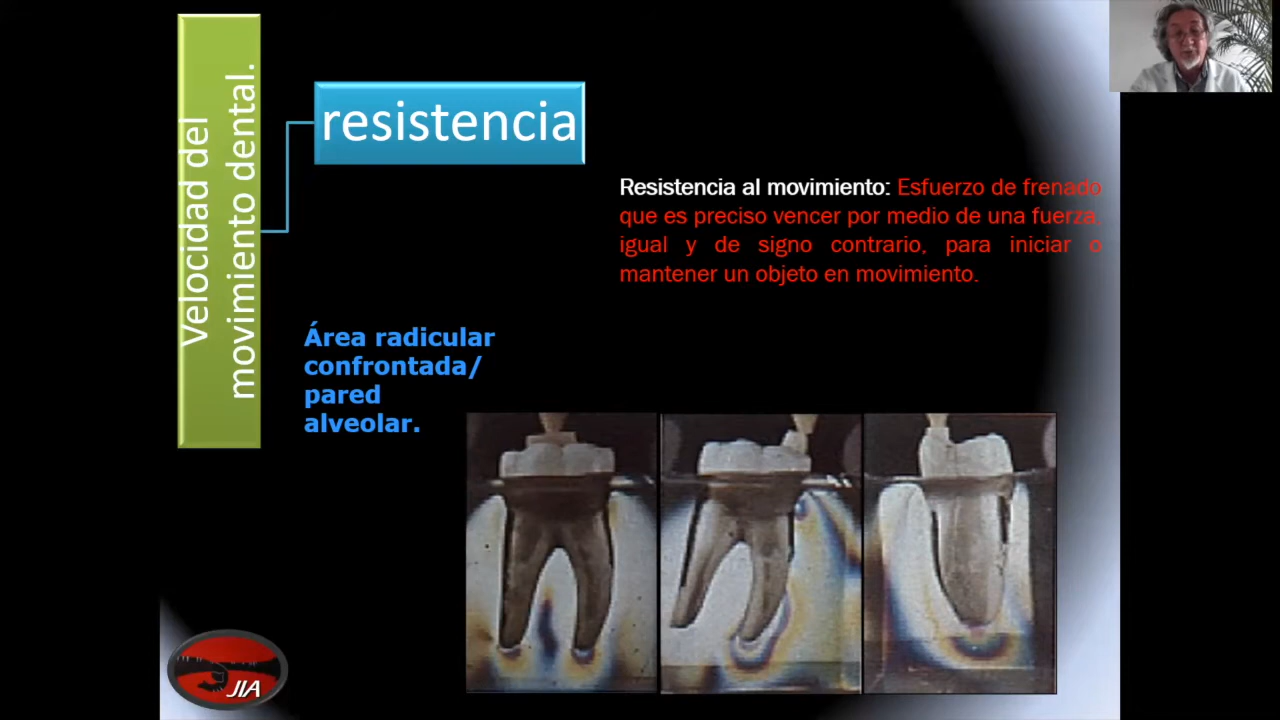 Velocidad del
movimiento dental.
resistencia
Resistencia al movimiento: Esfuerzo de frenado
que es preciso vencer por medio de una fuerza,
igual y de signo contrario, para iniciar o
mantener un objeto en movimiento.
Área radicular
confrontada/
pared
alveolar.
JIA